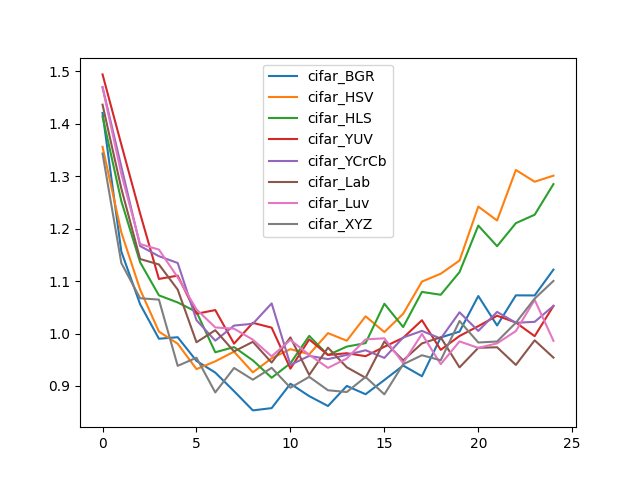 1.5
1.4
1.3
1.2
1.1
1.0
0.9
cifar_BGR
cifar_HSV
cifar_HLS
cifar_YUV
cifar_YCrCb
cifar_Lab
cifar_Luv
cifar_XYZ
0 5 10 15 20 25